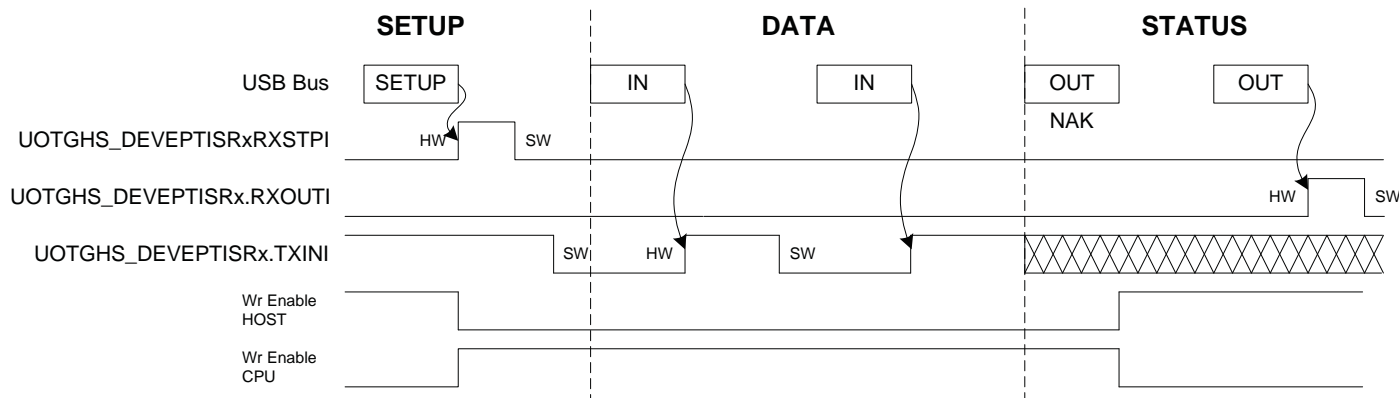 SETUP DATA STATUS
USB Bus SETUP IN IN OUT OUT
NAK
UOTGHS_DEVEPTISRxRXSTPI HW SW
UOTGHS_DEVEPTISRx.RXOUTI HW SW
UOTGHS_DEVEPTISRx.TXINI SW HW SW
Wr Enable
HOST
Wr Enable
CPU